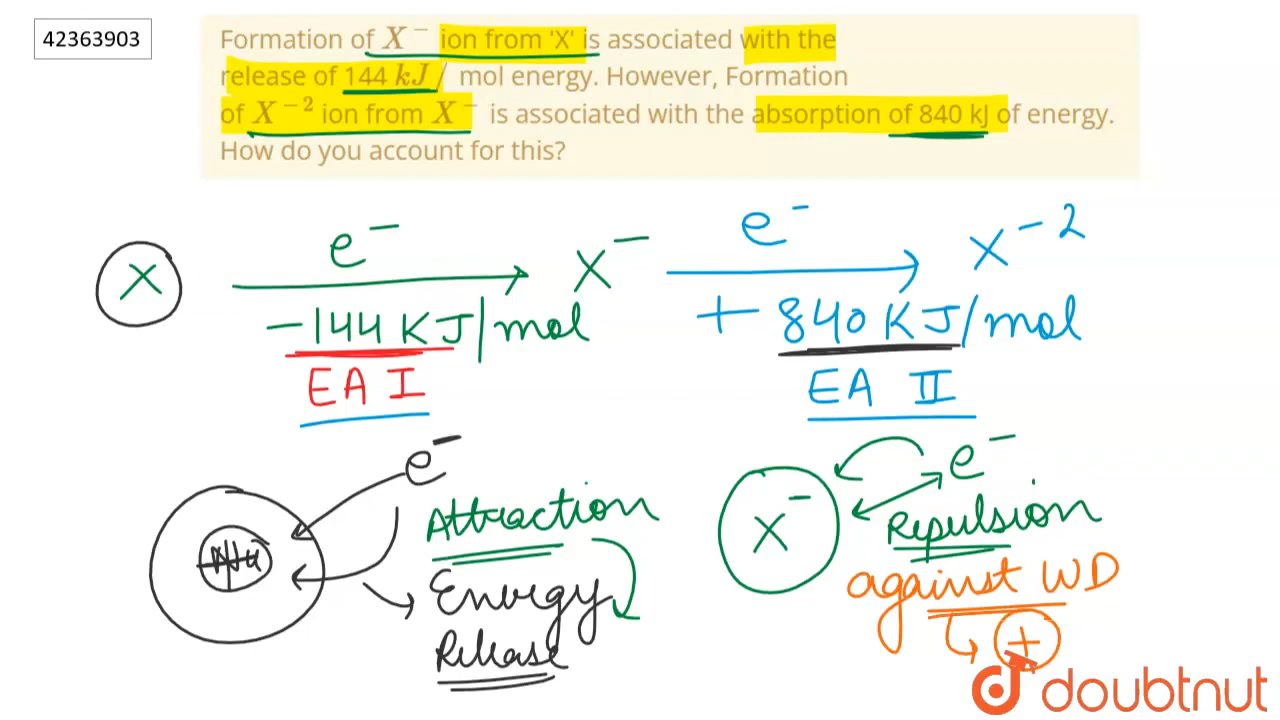 42363903
Formation of X⁻ ion from 'X' is associated with the
release of 144 kJ / mol energy. However, Formation
of X⁻² ion from X⁻ is associated with the absorption of 840 kJ of energy.
How do you account for this?
X e⁻ X⁻ e⁻ X⁻²
-144 KJ/mol + 840 KJ/mol
EA I EA II
e⁻ e⁻
Attraction X⁻ Repulsion
Nu Energy against WD
Release +
doubtnut